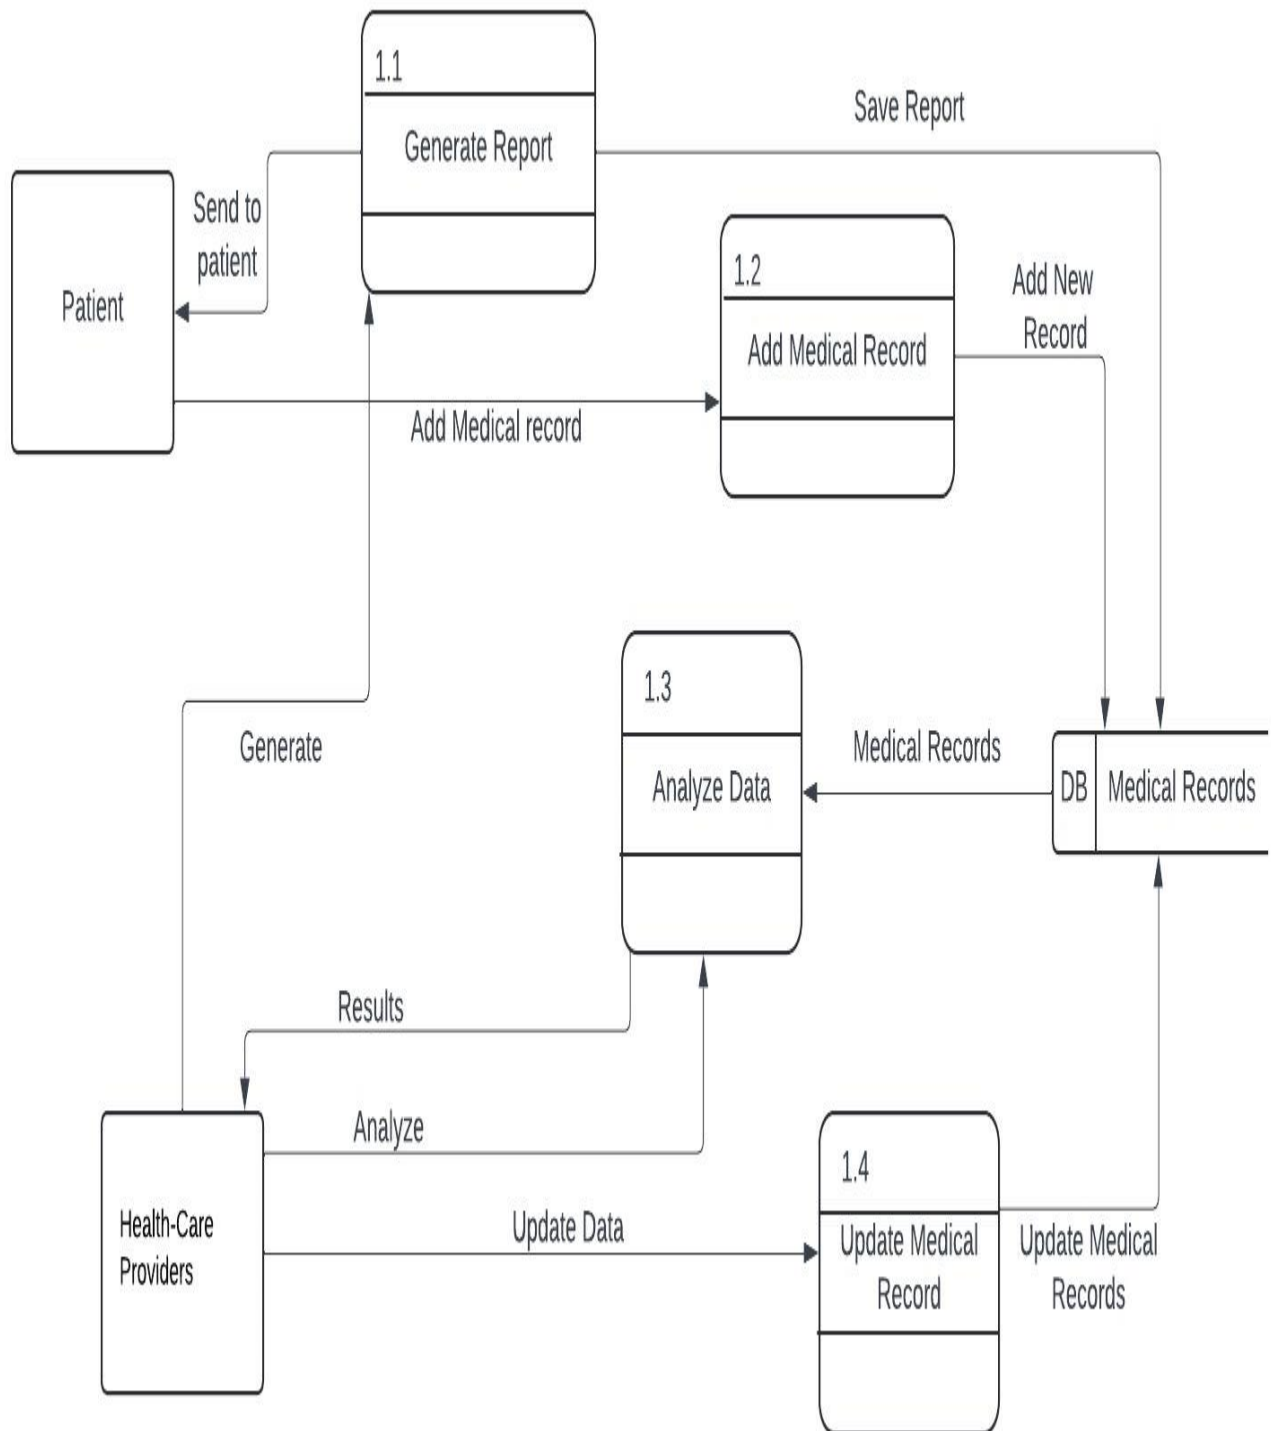 1.1
Generate Report
Save Report
Send to
patient
Patient
1.2
Add Medical Record
Add New
Record
Add Medical record
1.3
Analyze Data
Generate
Medical Records
DB
Medical Records
Results
Analyze
Health-Care
Providers
Update Data
1.4
Update Medical
Record
Update Medical
Records